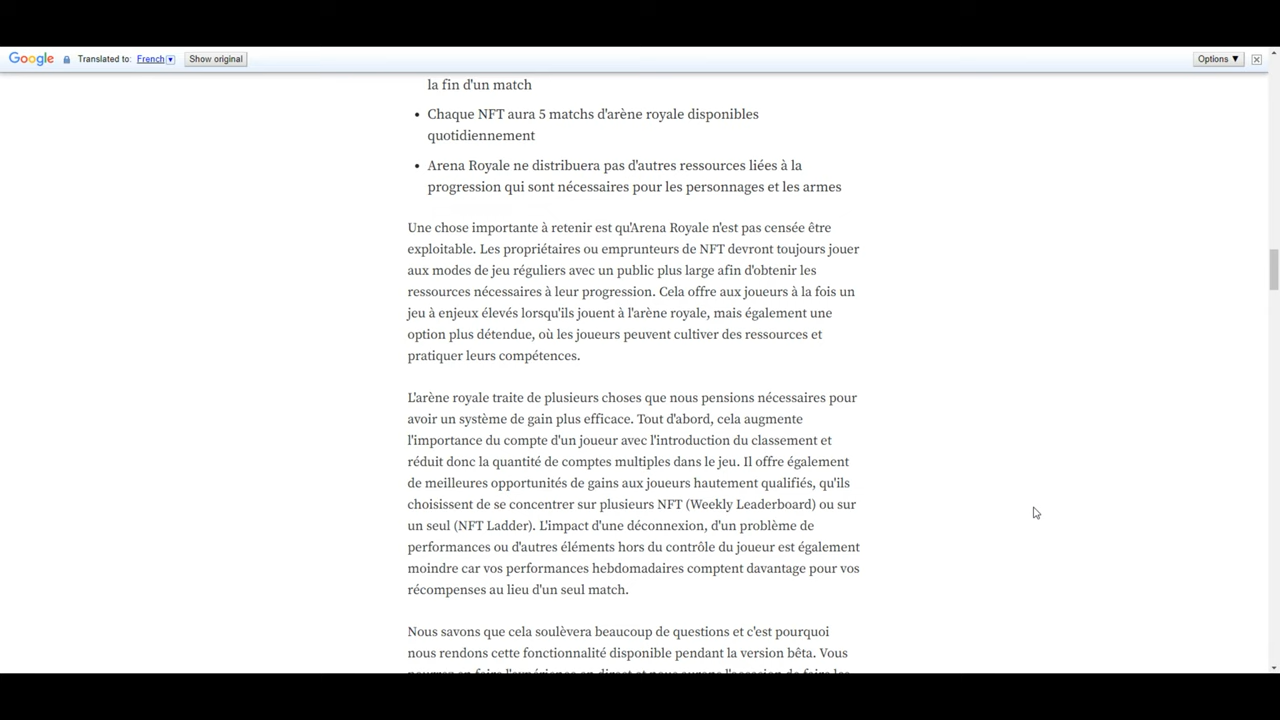 Google Translated to: French ▼ Show original Options ▼
la fin d'un match
• Chaque NFT aura 5 matchs d'arène royale disponibles
quotidiennement
• Arena Royale ne distribuera pas d'autres ressources liées à la
progression qui sont nécessaires pour les personnages et les armes
Une chose importante à retenir est qu'Arena Royale n'est pas censée être
exploitable. Les propriétaires ou emprunteurs de NFT devront toujours jouer
aux modes de jeu réguliers avec un public plus large afin d'obtenir les
ressources nécessaires à leur progression. Cela offre aux joueurs à la fois un
jeu à enjeux élevés lorsqu'ils jouent à l'arène royale, mais également une
option plus détendue, où les joueurs peuvent cultiver des ressources et
pratiquer leurs compétences.
L'arène royale traite de plusieurs choses que nous pensions nécessaires pour
avoir un système de gain plus efficace. Tout d'abord, cela augmente
l'importance du compte d'un joueur avec l'introduction du classement et
réduit donc la quantité de comptes multiples dans le jeu. Il offre également
de meilleures opportunités de gains aux joueurs hautement qualifiés, qu'ils
choisissent de se concentrer sur plusieurs NFT (Weekly Leaderboard) ou sur
un seul (NFT Ladder). L'impact d'une déconnexion, d'un problème de
performances ou d'autres éléments hors du contrôle du joueur est également
moindre car vos performances hebdomadaires comptent davantage pour vos
récompenses au lieu d'un seul match.
Nous savons que cela soulèvera beaucoup de questions et c'est pourquoi
nous rendons cette fonctionnalité disponible pendant la version bêta. Vous